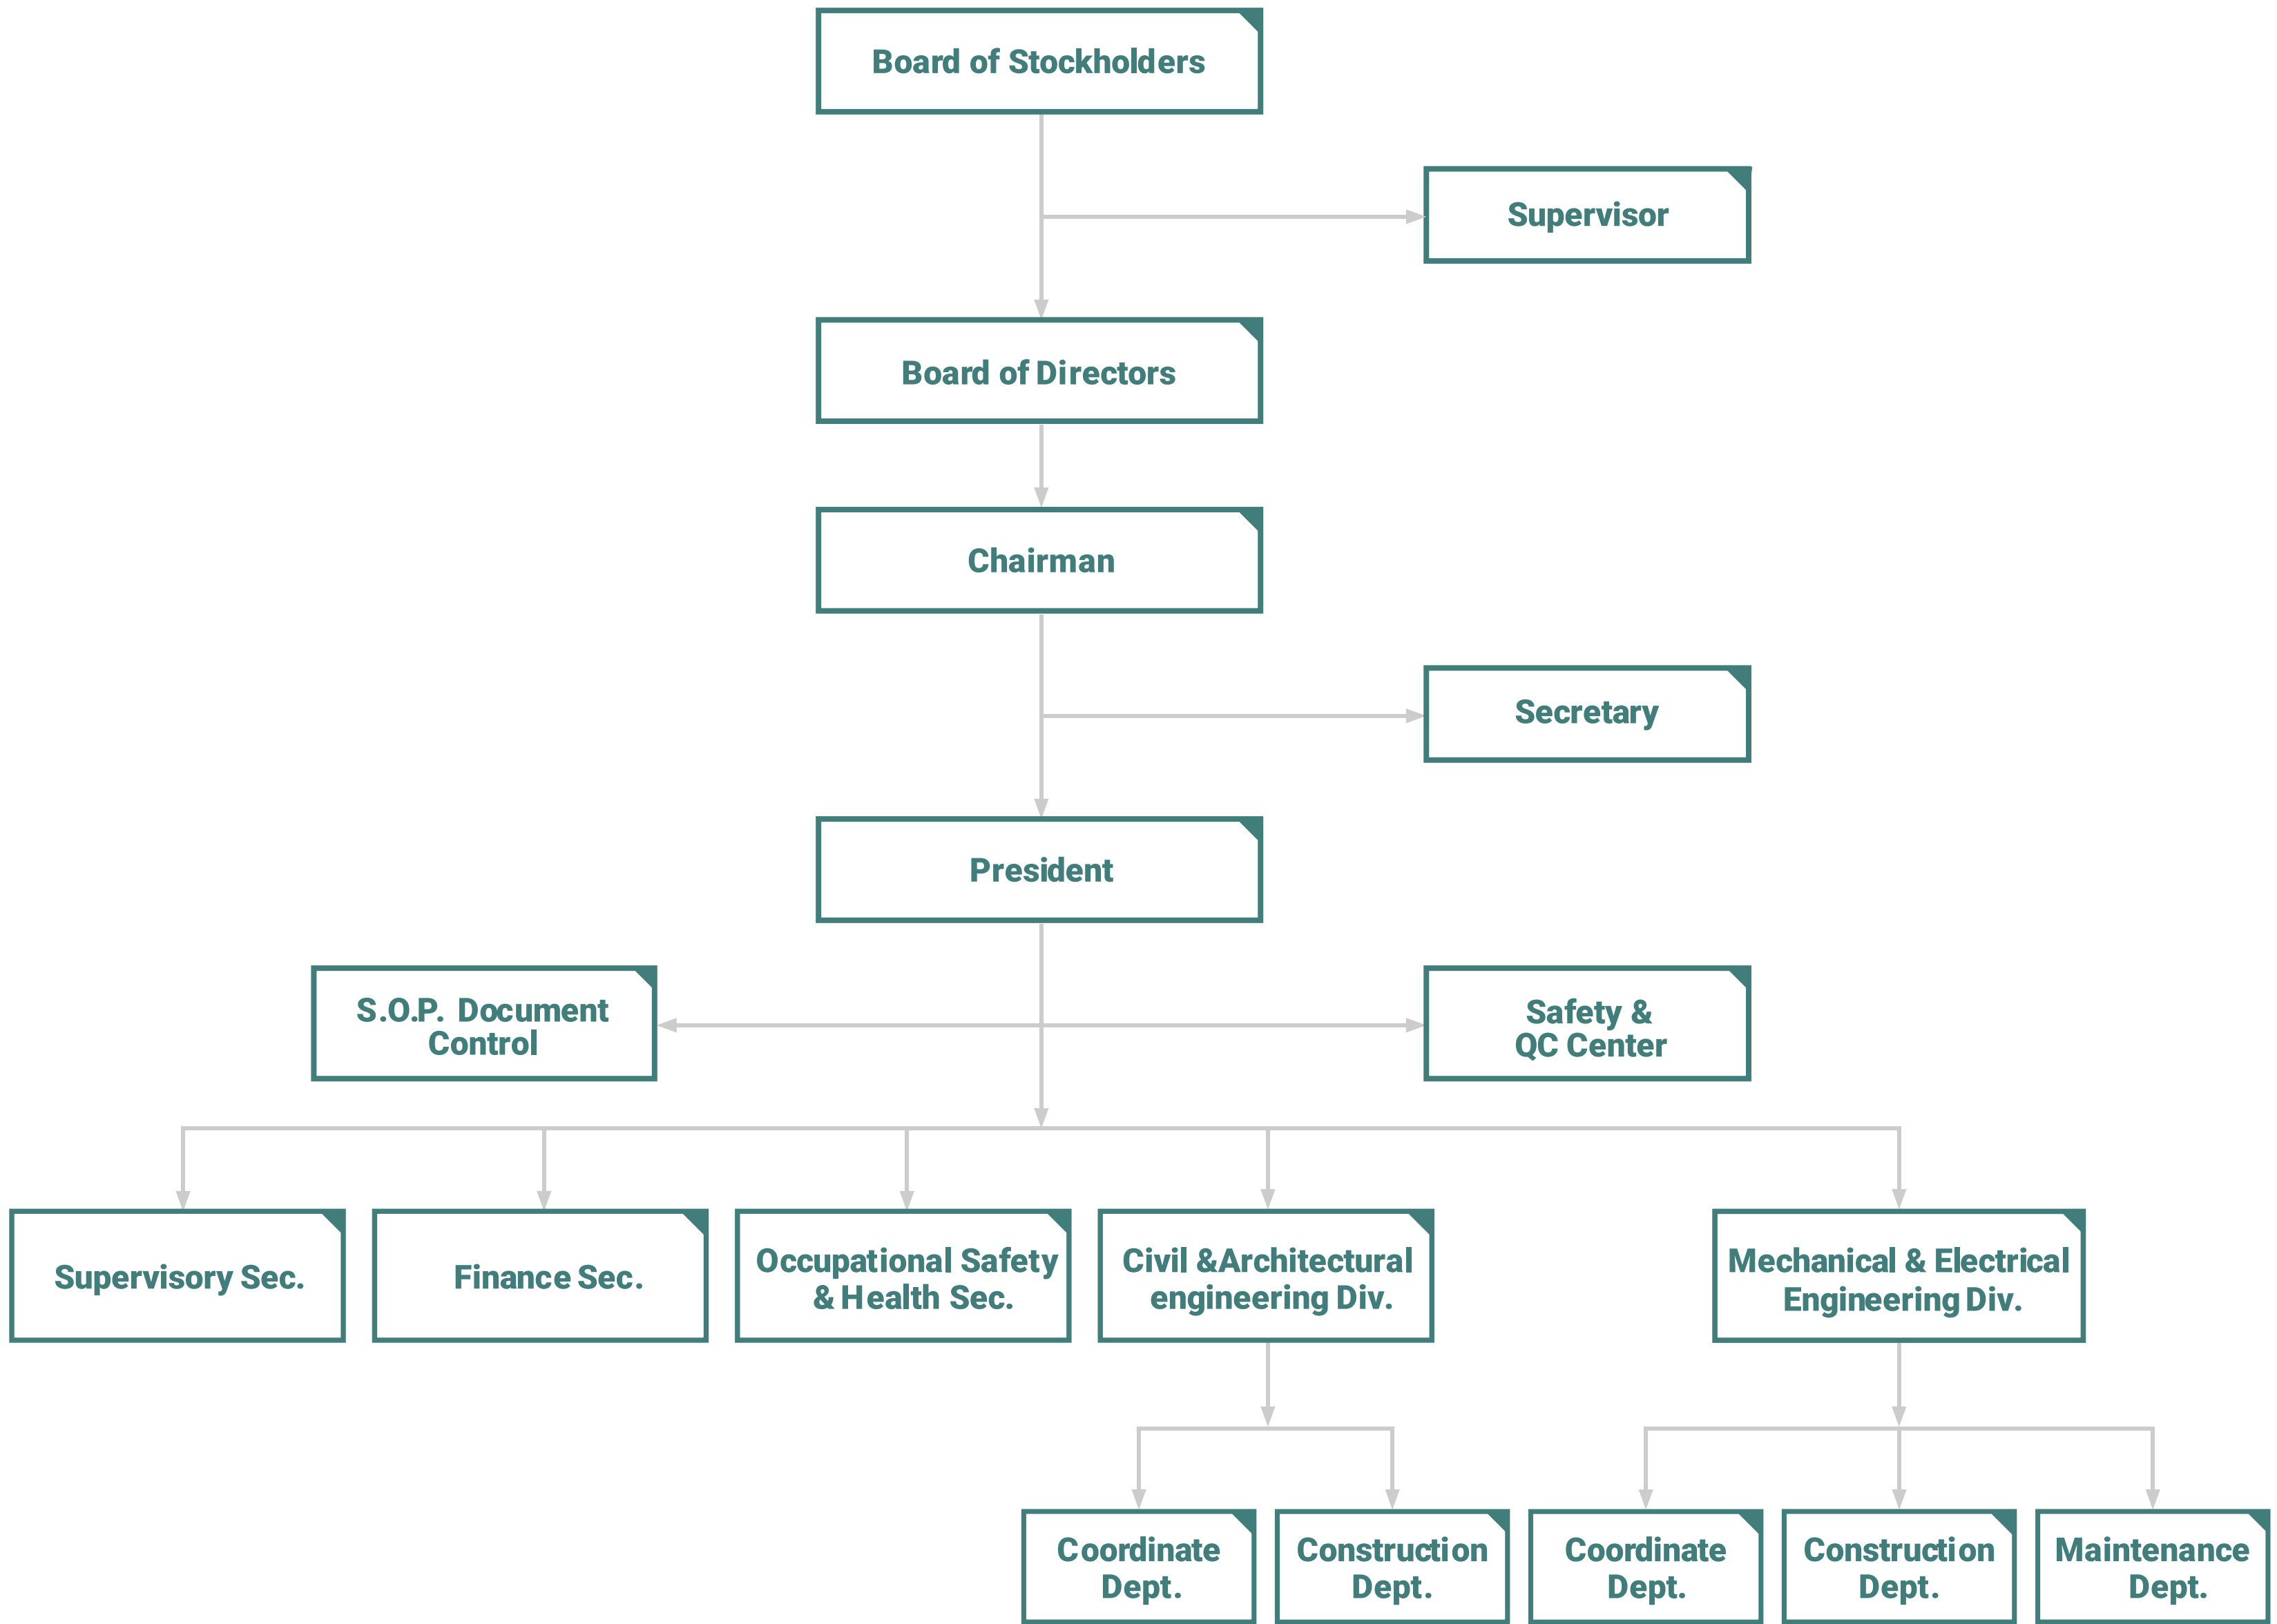 Board of Stockholders
Supervisor
Board of Directors
Chairman
Secretary
President
S.O.P. Document
Control
Safety &
QC Center
Supervisory Sec.
Finance Sec.
Occupational Safety
& Health Sec.
Civil &Architectural
engineering Div.
Mechanical & Electrical
Engineering Div.
Coordinate
Dept.
Construction
Dept.
Coordinate
Dept.
Construction
Dept.
Maintenance
Dept.